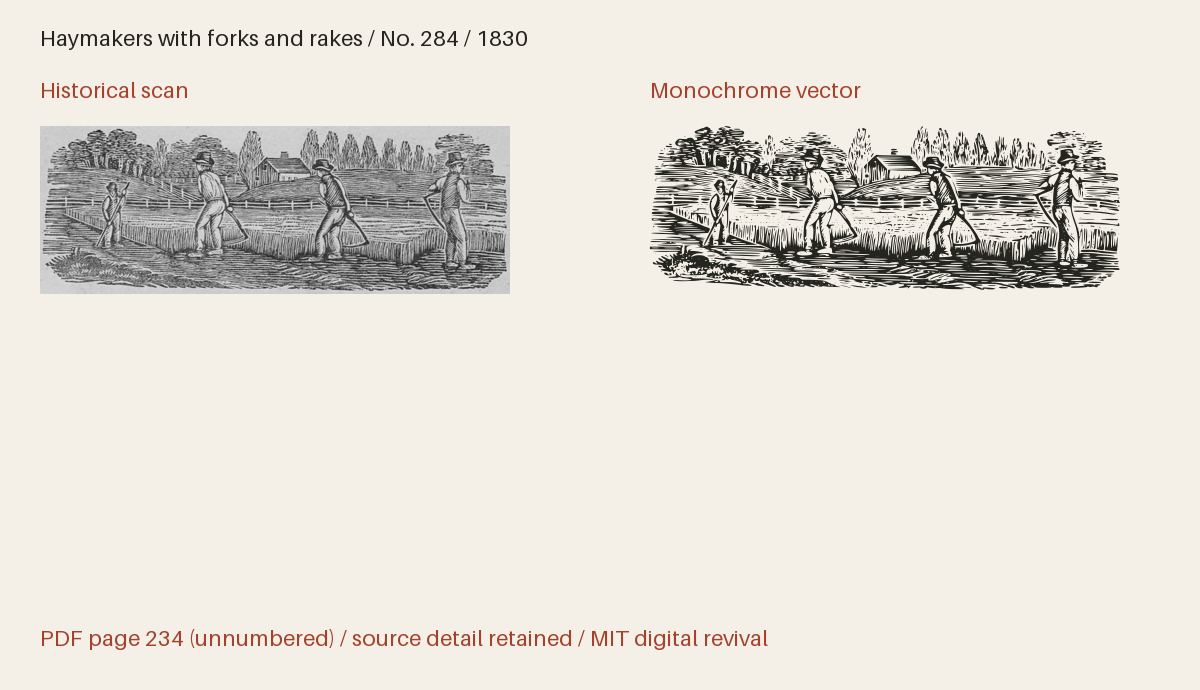 Haymakers with forks and rakes / No. 284 / 1830
Historical scan
Monochrome vector
PDF page 234 (unnumbered) / source detail retained / MIT digital revival